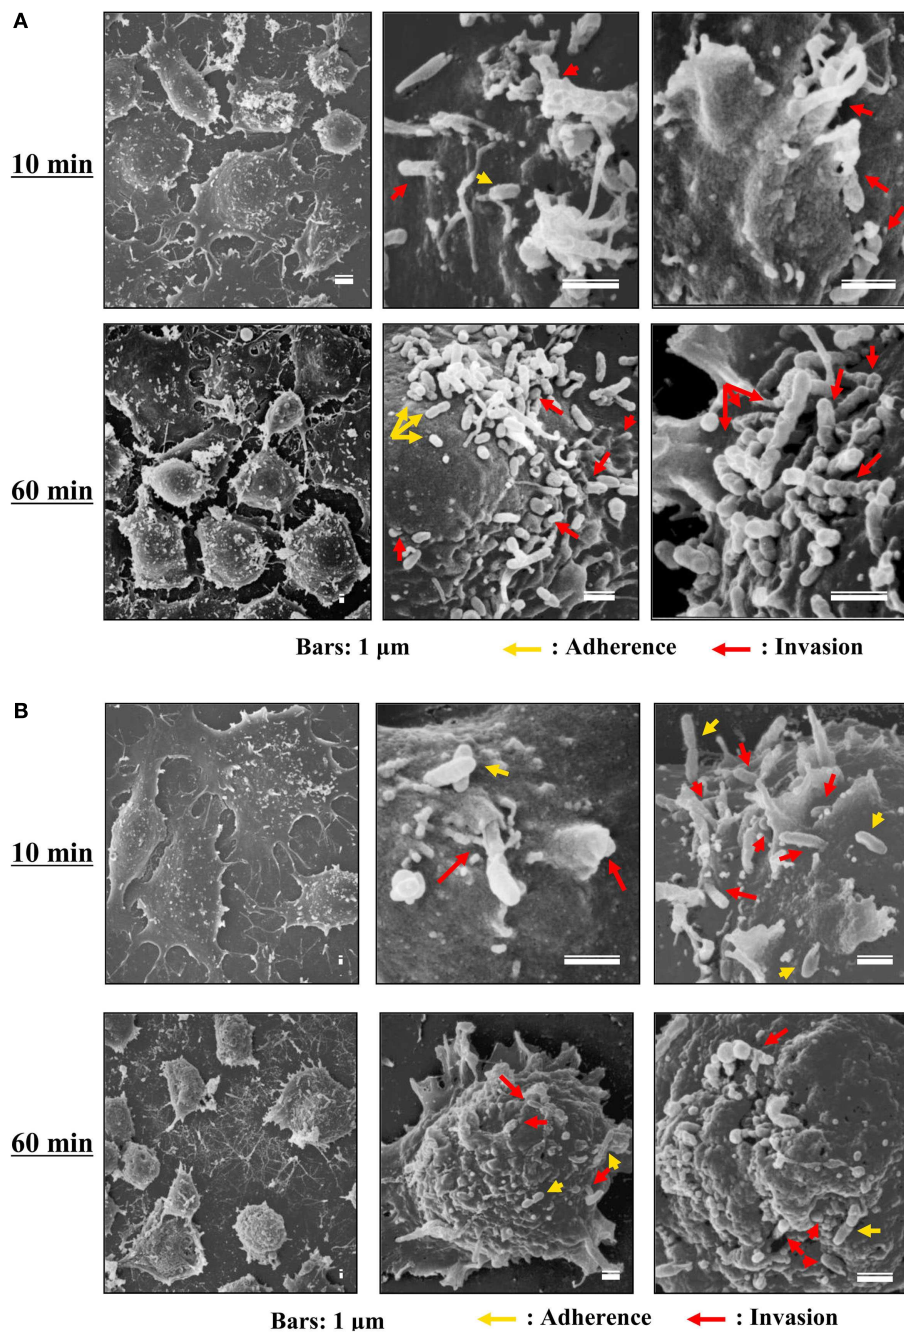 A
10 min
60 min
Bars: 1 µm : Adherence : Invasion
B
10 min
60 min
Bars: 1 µm : Adherence : Invasion